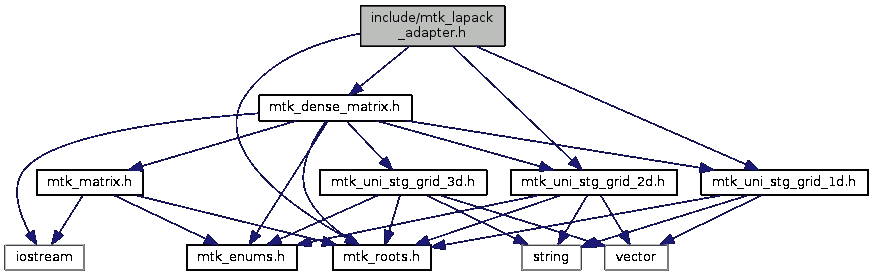 include/mtk_lapack
_adapter.h
mtk_dense_matrix.h
mtk_matrix.h
mtk_uni_stg_grid_3d.h
mtk_uni_stg_grid_2d.h
mtk_uni_stg_grid_1d.h
iostream
mtk_enums.h
mtk_roots.h
string
vector